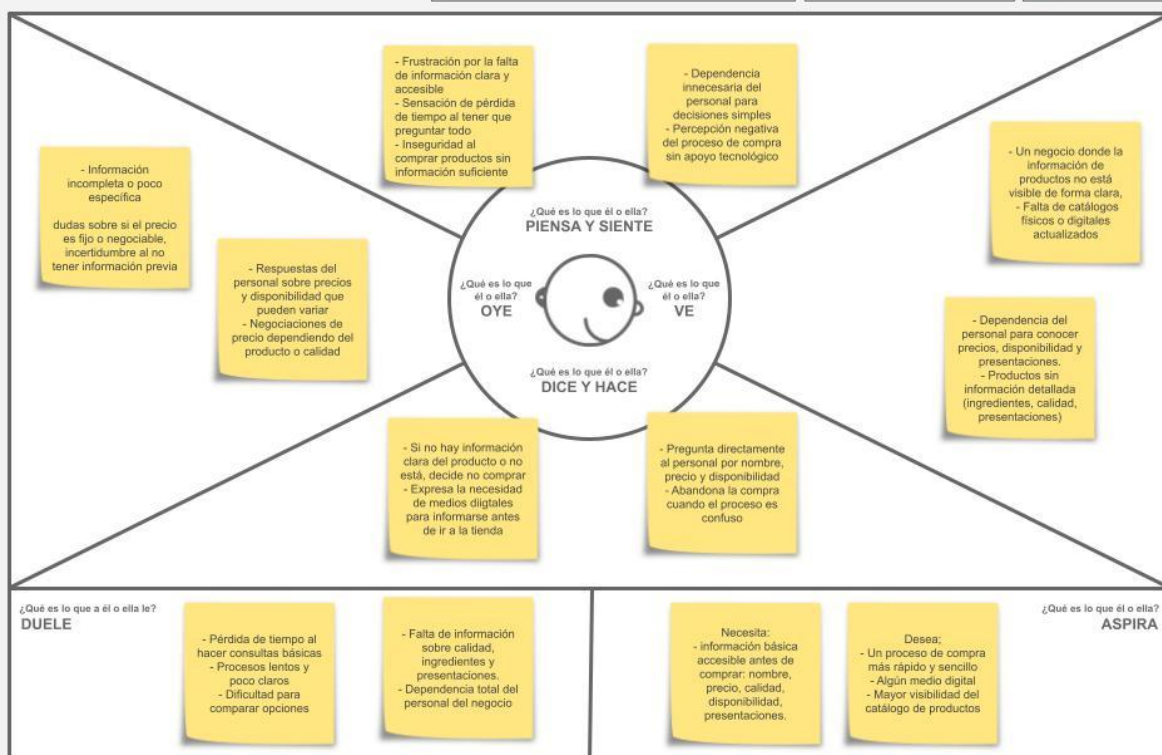 - Frustración por la falta
de información clara y
accesible
- Sensación de pérdida
de tiempo al tener que
preguntar todo
- Inseguridad al
comprar productos sin
información suficiente
- Dependencia
innecesaria del
personal para
decisiones simples
- Percepción negativa
del proceso de compra
sin apoyo tecnológico
- Información
incompleta o poco
específica
dudas sobre si el precio
es fijo o negociable,
incertidumbre al no
tener información previa
- Respuestas del
personal sobre precios
y disponibilidad que
pueden variar
- Negociaciones de
precio dependiendo del
producto o calidad
¿Qué es lo que él o ella?
PIENSA Y SIENTE
¿Qué es lo que
él o ella?
OYE
¿Qué es lo que
él o ella?
VE
¿Qué es lo que él o ella?
DICE Y HACE
- Un negocio donde la
información de
productos no está
visible de forma clara,
- Falta de catálogos
físicos o digitales
actualizados
- Dependencia del
personal para conocer
precios, disponibilidad y
presentaciones.
- Productos sin
información detallada
(ingredientes, calidad,
presentaciones)
- Si no hay información
clara del producto o no
está, decide no comprar
- Expresa la necesidad
de medios diigtales
para informarse antes
de ir a la tienda
- Pregunta directamente
al personal por nombre,
precio y disponibilidad
- Abandona la compra
cuando el proceso es
confuso
¿Qué es lo que a él o ella le?
DUELE
- Pérdida de tiempo al
hacer consultas básicas
- Procesos lentos y
poco claros
- Dificultad para
comparar opciones
- Falta de información
sobre calidad,
ingredientes y
presentaciones.
- Dependencia total del
personal del negocio
Necesita:
- información básica
accesible antes de
comprar: nombre,
precio, calidad,
disponibilidad,
presentaciones.
Desea;
- Un proceso de compra
más rápido y sencillo
- Algún medio digital
- Mayor visibilidad del
catálogo de productos
¿Qué es lo que él o ella?
ASPIRA